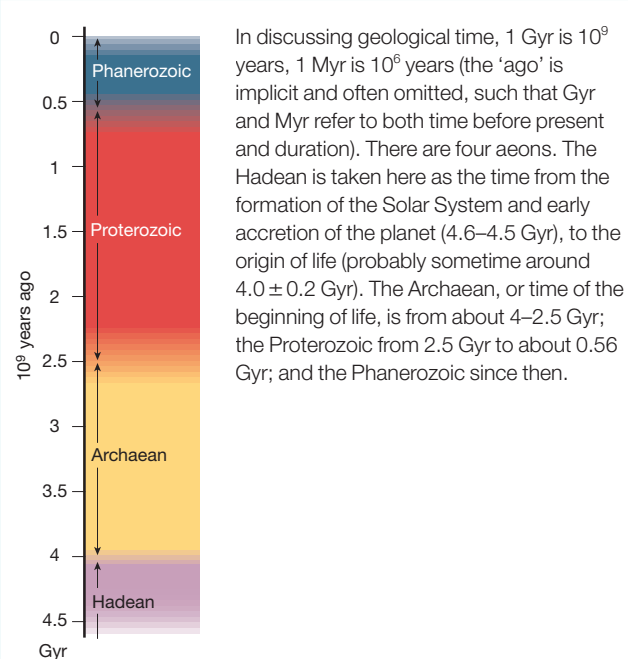 0
0.5
1
1.5
2
2.5
3
3.5
4
4.5
Gyr
10⁹ years ago
Phanerozoic
Proterozoic
Archaean
Hadean
In discussing geological time, 1 Gyr is 10⁹
years, 1 Myr is 10⁶ years (the ‘ago’ is
implicit and often omitted, such that Gyr
and Myr refer to both time before present
and duration). There are four aeons. The
Hadean is taken here as the time from the
formation of the Solar System and early
accretion of the planet (4.6–4.5 Gyr), to the
origin of life (probably sometime around
4.0 ± 0.2 Gyr). The Archaean, or time of the
beginning of life, is from about 4–2.5 Gyr;
the Proterozoic from 2.5 Gyr to about 0.56
Gyr; and the Phanerozoic since then.